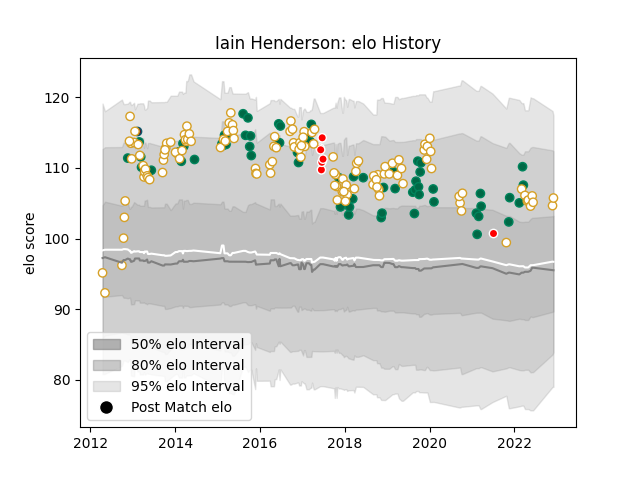 Iain Henderson: elo History
elo score
120
110
100
90
80
50% elo Interval
80% elo Interval
95% elo Interval
Post Match elo
2012 2014 2016 2018 2020 2022